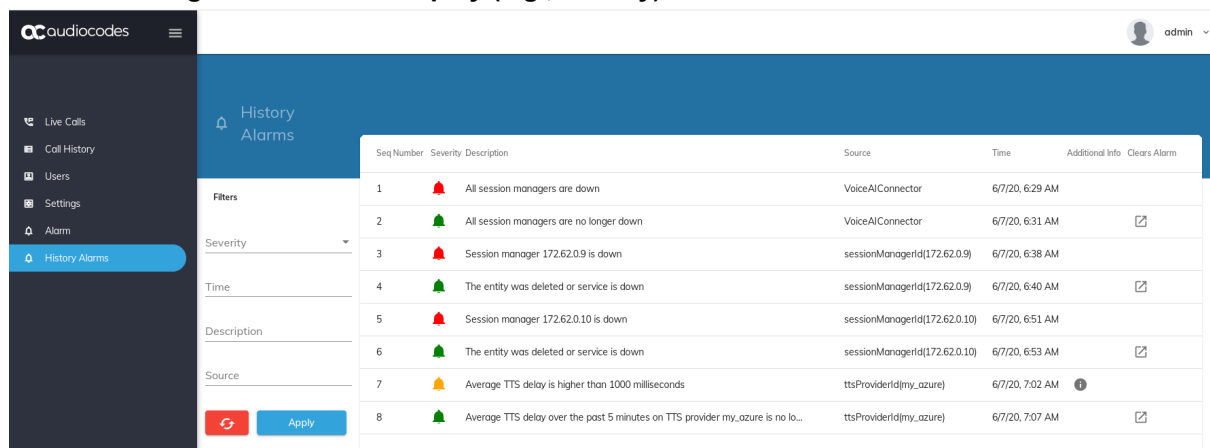 audiocodes
admin
Live Calls
Call History
Users
Settings
Alarm
History Alarms
History
Alarms
Filters
Severity
Time
Description
Source
Apply
Seq Number Severity Description Source Time Additional Info Clears Alarm
1 All session managers are down VoiceAIConnector 6/7/20, 6:29 AM
2 All session managers are no longer down VoiceAIConnector 6/7/20, 6:31 AM
3 Session manager 172.62.0.9 is down sessionManagerId(172.62.0.9) 6/7/20, 6:38 AM
4 The entity was deleted or service is down sessionManagerId(172.62.0.9) 6/7/20, 6:40 AM
5 Session manager 172.62.0.10 is down sessionManagerId(172.62.0.10) 6/7/20, 6:51 AM
6 The entity was deleted or service is down sessionManagerId(172.62.0.10) 6/7/20, 6:53 AM
7 Average TTS delay is higher than 1000 milliseconds ttsProviderId(my_azure) 6/7/20, 7:02 AM
8 Average TTS delay over the past 5 minutes on TTS provider my_azure is no lo... ttsProviderId(my_azure) 6/7/20, 7:07 AM